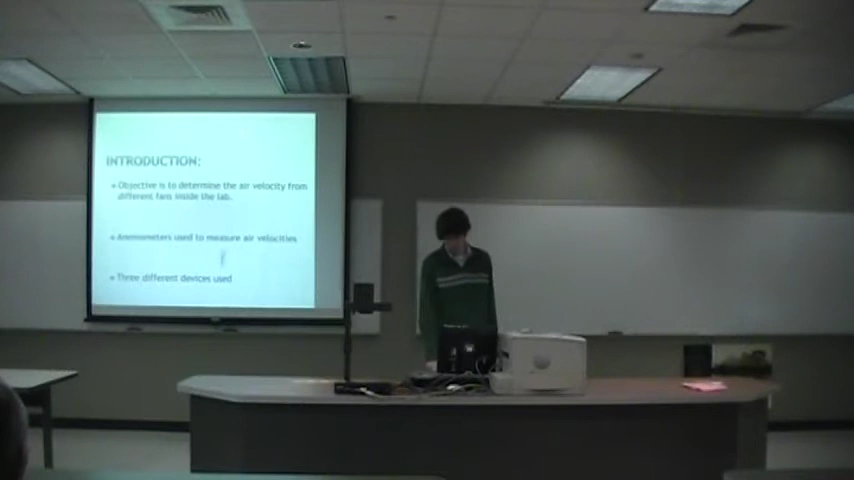 INTRODUCTION:
Objective is to determine the air velocity from
different fans inside the lab.
Anemometers used to measure air velocities
Three different devices used